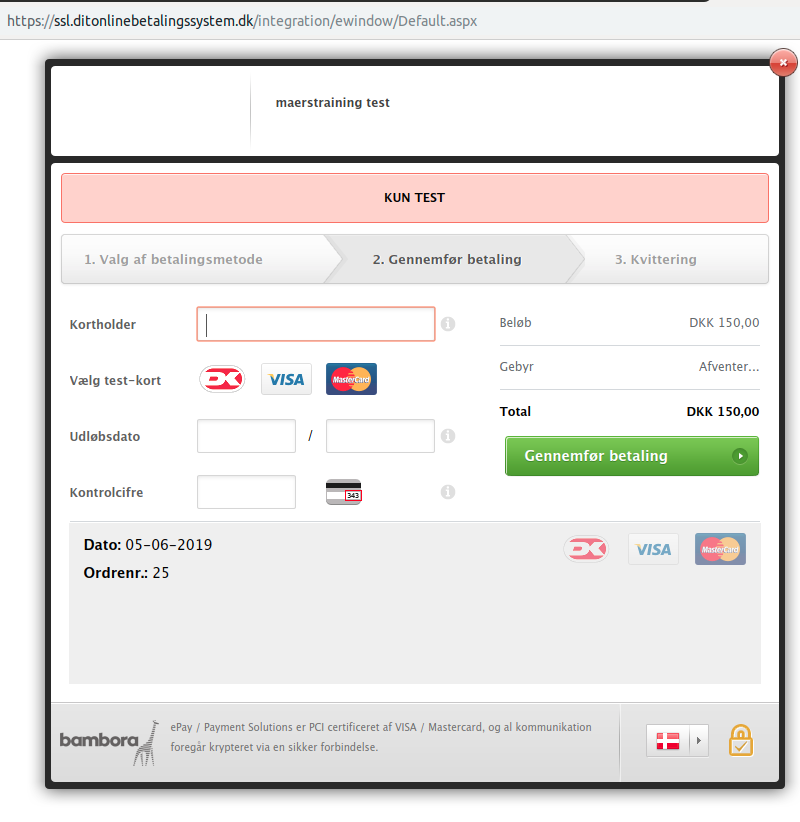 https://ssl.ditonlinebetalingssystem.dk/integration/ewindow/Default.aspx
maerstraining test
KUN TEST
1. Valg af betalingsmetode
2. Gennemfør betaling
3. Kvittering
Kortholder
Beløb DKK 150,00
Vælg test-kort
VISA
MasterCard
Gebyr Afventer...
Total DKK 150,00
Udløbsdato /
Gennemfør betaling
Kontrolcifre
343
Dato: 05-06-2019
VISA
MasterCard
Ordrenr.: 25
bambora
ePay / Payment Solutions er PCI certificeret af VISA / Mastercard, og al kommunikation
foregår krypteret via en sikker forbindelse.